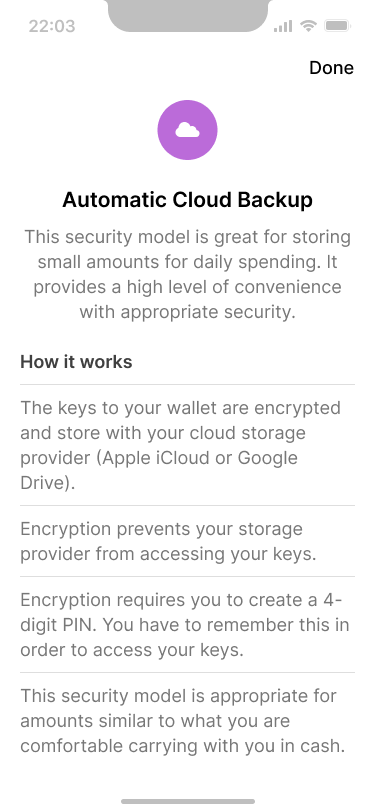 22:03
Done
Automatic Cloud Backup
This security model is great for storing
small amounts for daily spending. It
provides a high level of convenience
with appropriate security.
How it works
The keys to your wallet are encrypted
and store with your cloud storage
provider (Apple iCloud or Google
Drive).
Encryption prevents your storage
provider from accessing your keys.
Encryption requires you to create a 4-
digit PIN. You have to remember this in
order to access your keys.
This security model is appropriate for
amounts similar to what you are
comfortable carrying with you in cash.